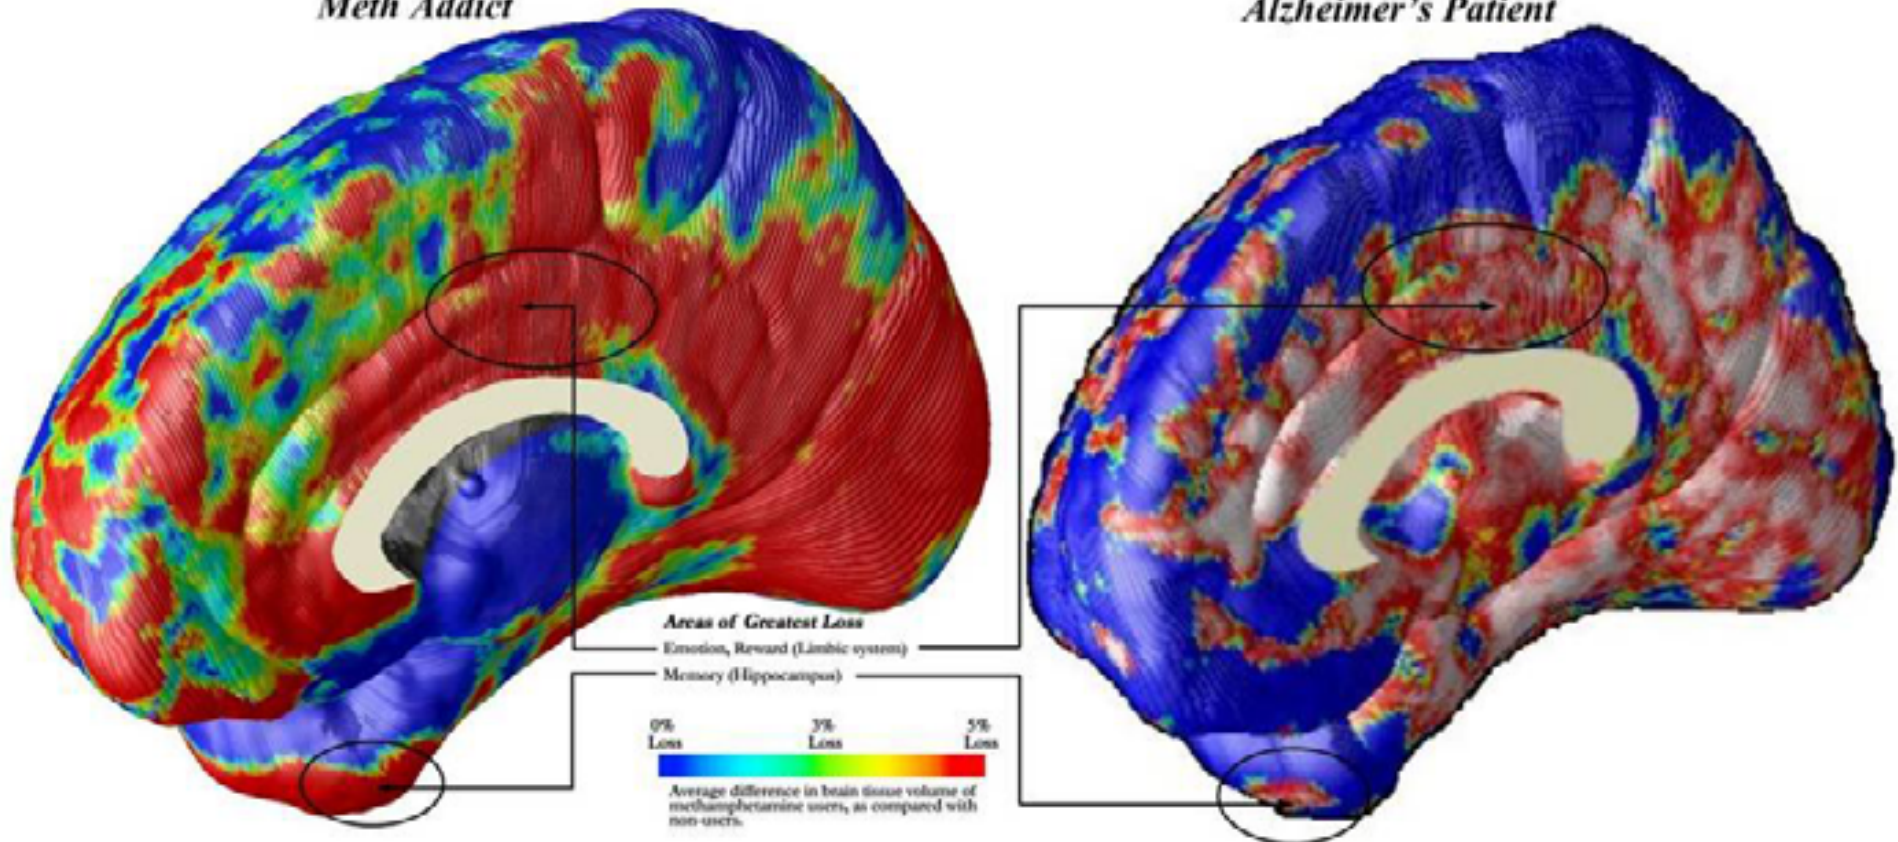 Meth Addict
Alzheimer's Patient
Areas of Greatest Loss
Emotion, Reward (Limbic system)
Memory (Hippocampus)
0% 3% 5%
Loss Loss Loss
Average difference in brain tissue volume of
methamphetamine users, as compared with
non-users.